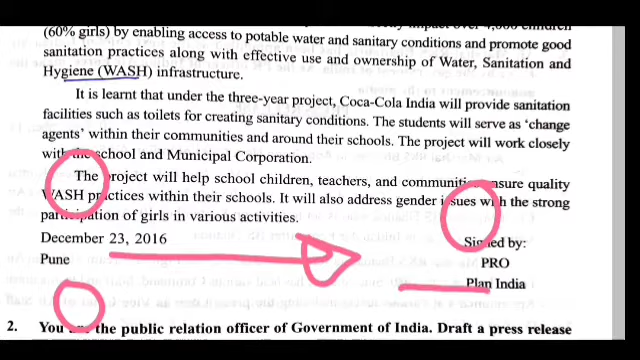 (60% girls) by enabling access to potable water and sanitary conditions and promote good
sanitation practices along with effective use and ownership of Water, Sanitation and
Hygiene (WASH) infrastructure.
It is learnt that under the three-year project, Coca-Cola India will provide sanitation
facilities such as toilets for creating sanitary conditions. The students will serve as 'change
agents' within their communities and around their schools. The project will work closely
with the school and Municipal Corporation.
The project will help school children, teachers, and communities ensure quality
WASH practices within their schools. It will also address gender issues with the strong
participation of girls in various activities.
December 23, 2016
Signed by:
Pune
PRO
Plan India
2. You are the public relation officer of Government of India. Draft a press release